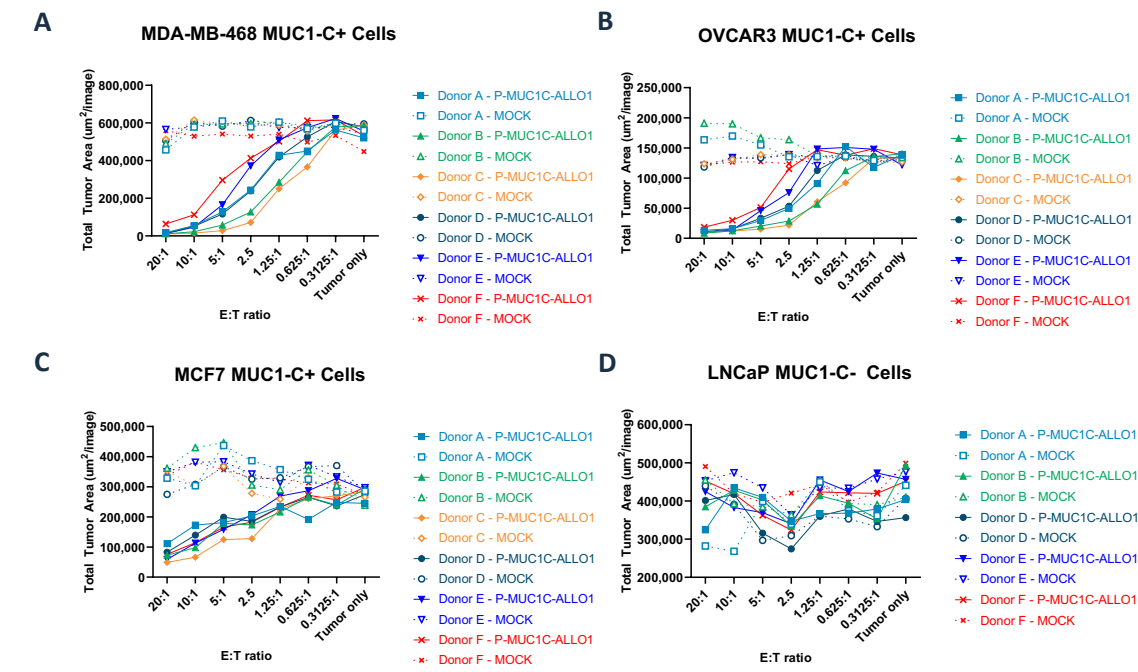 A
MDA-MB-468 MUC1-C+ Cells
Total Tumor Area (um²/image)
800,000
600,000
400,000
200,000
0
20:1
10:1
5:1
2.5
1.25:1
0.625:1
0.3125:1
Tumor only
E:T ratio
Donor A - P-MUC1C-ALLO1
Donor A - MOCK
Donor B - P-MUC1C-ALLO1
Donor B - MOCK
Donor C - P-MUC1C-ALLO1
Donor C - MOCK
Donor D - P-MUC1C-ALLO1
Donor D - MOCK
Donor E - P-MUC1C-ALLO1
Donor E - MOCK
Donor F - P-MUC1C-ALLO1
Donor F - MOCK
B
OVCAR3 MUC1-C+ Cells
Total Tumor Area (um²/image)
250,000
200,000
150,000
100,000
50,000
0
20:1
10:1
5:1
2.5
1.25:1
0.625:1
0.3125:1
Tumor only
E:T ratio
Donor A - P-MUC1C-ALLO1
Donor A - MOCK
Donor B - P-MUC1C-ALLO1
Donor B - MOCK
Donor C - P-MUC1C-ALLO1
Donor C - MOCK
Donor D - P-MUC1C-ALLO1
Donor D - MOCK
Donor E - P-MUC1C-ALLO1
Donor E - MOCK
Donor F - P-MUC1C-ALLO1
Donor F - MOCK
C
MCF7 MUC1-C+ Cells
Total Tumor Area (um²/image)
500,000
400,000
300,000
200,000
100,000
0
20:1
10:1
5:1
2.5
1.25:1
0.625:1
0.3125:1
Tumor only
E:T ratio
Donor A - P-MUC1C-ALLO1
Donor A - MOCK
Donor B - P-MUC1C-ALLO1
Donor B - MOCK
Donor C - P-MUC1C-ALLO1
Donor C - MOCK
Donor D - P-MUC1C-ALLO1
Donor D - MOCK
Donor E - P-MUC1C-ALLO1
Donor E - MOCK
Donor F - P-MUC1C-ALLO1
Donor F - MOCK
D
LNCaP MUC1-C- Cells
Total Tumor Area (um²/image)
600,000
500,000
400,000
300,000
200,000
20:1
10:1
5:1
2.5
1.25:1
0.625:1
0.3125:1
Tumor only
E:T ratio
Donor A - P-MUC1C-ALLO1
Donor A - MOCK
Donor B - P-MUC1C-ALLO1
Donor B - MOCK
Donor D - P-MUC1C-ALLO1
Donor D - MOCK
Donor E - P-MUC1C-ALLO1
Donor E - MOCK
Donor F - P-MUC1C-ALLO1
Donor F - MOCK